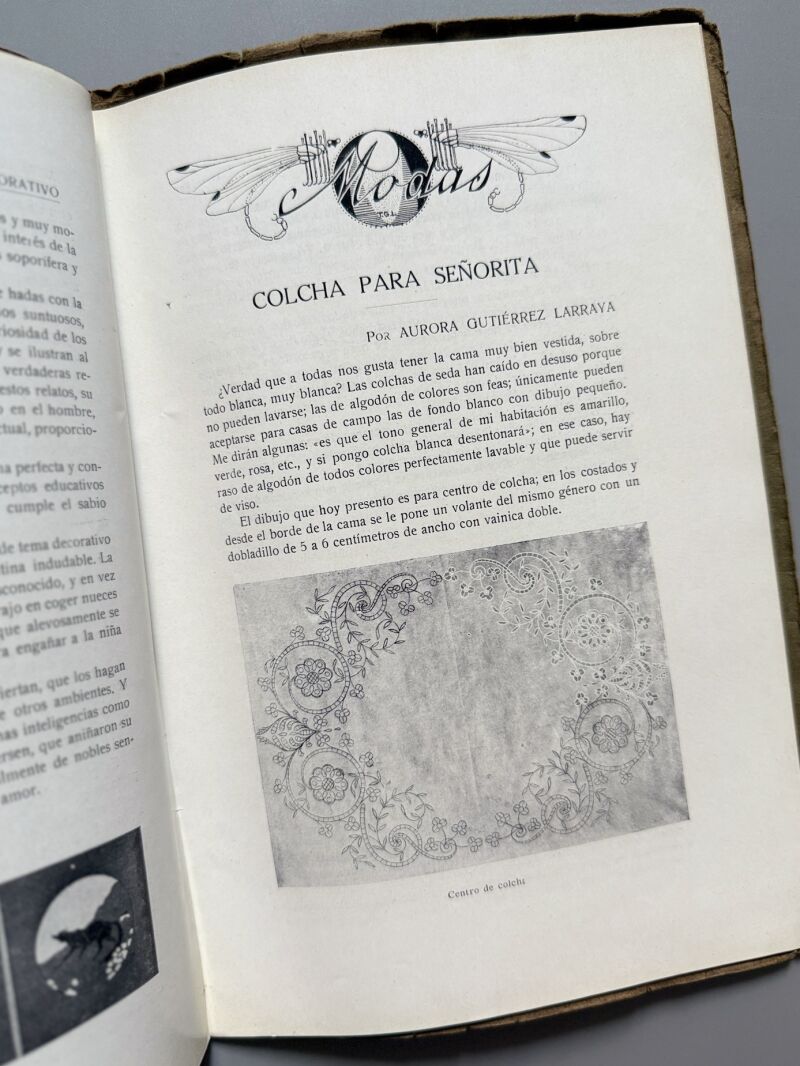 ORATIVO
s y muy mo-
interés de la
soporífera y
e hadas con la
os suntuosos,
riosidad de los
y se ilustran al
verdaderas re-
estos relatos, su
o en el hombre,
ctual, proporcio-
na perfecta y con-
ceptos educativos
cumple el sabio
de tema decorativo
tina indudable. La
conocido, y en vez
ajo en coger nueces
que alevosamente se
ra engañar a la niña
iertan, que los hagan
e otros ambientes. Y
nas inteligencias como
ersen, que aniñaron su
ilmente de nobles sen-
amor.
Modas
T.G.L.
COLCHA PARA SEÑORITA
Por AURORA GUTIÉRREZ LARRAYA
¿Verdad que a todas nos gusta tener la cama muy bien vestida, sobre
todo blanca, muy blanca? Las colchas de seda han caído en desuso porque
no pueden lavarse; las de algodón de colores son feas; únicamente pueden
aceptarse para casas de campo las de fondo blanco con dibujo pequeño.
Me dirán algunas: «es que el tono general de mi habitación es amarillo,
verde, rosa, etc., y si pongo colcha blanca desentonará»; en ese caso, hay
raso de algodón de todos colores perfectamente lavable y que puede servir
de viso.
El dibujo que hoy presento es para centro de colcha; en los costados y
desde el borde de la cama se le pone un volante del mismo género con un
dobladillo de 5 a 6 centímetros de ancho con vainica doble.
Centro de colcha